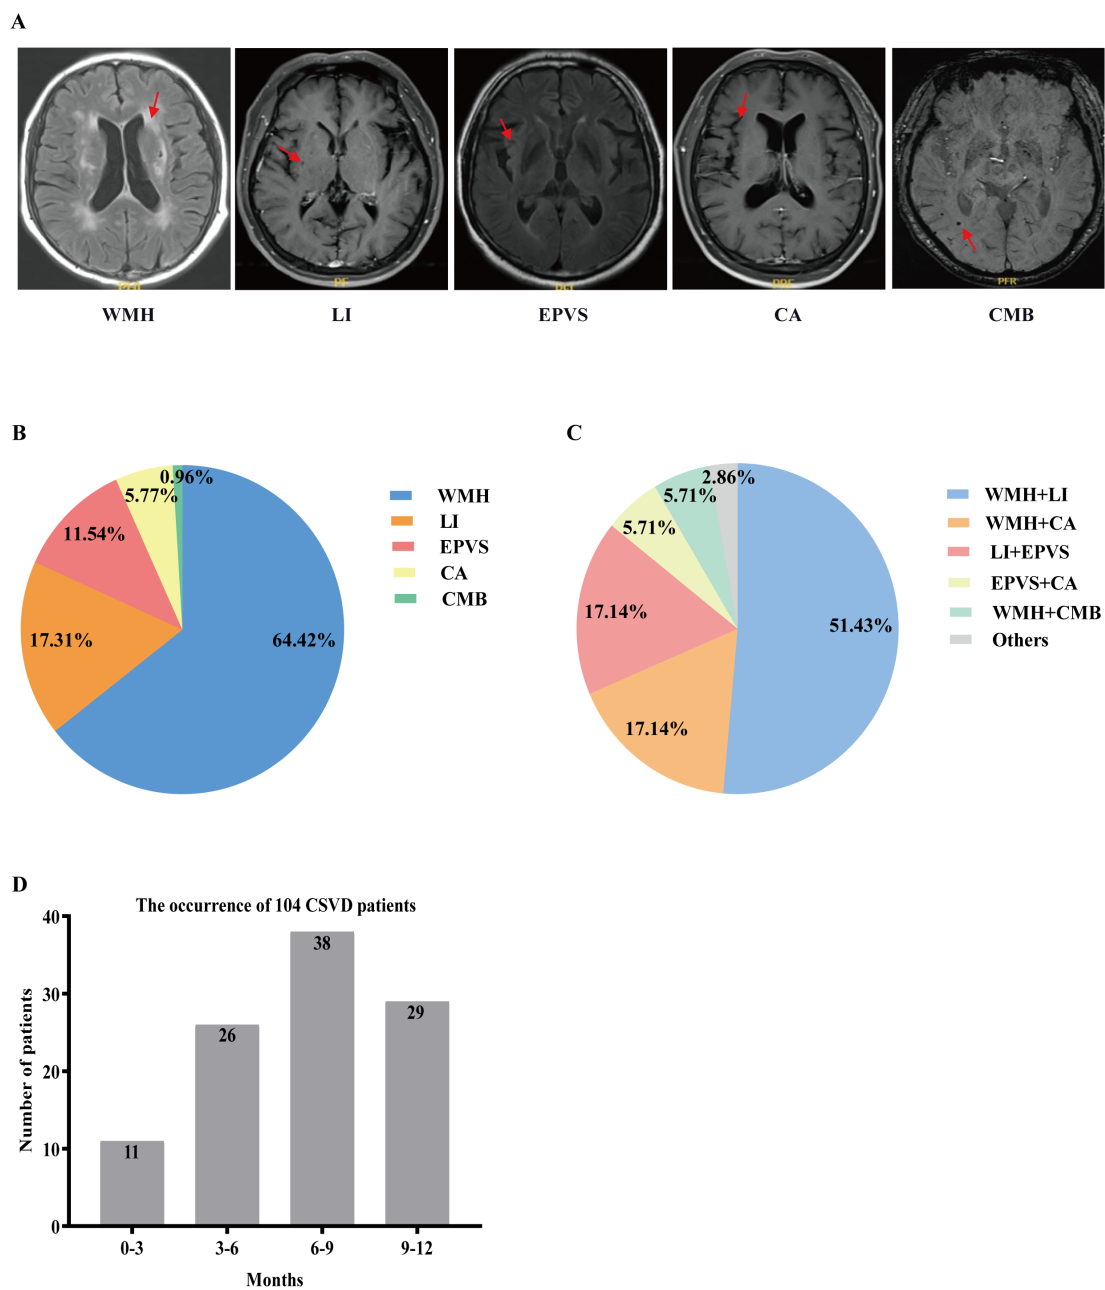 A
PFR
WMH
LI
EPVS
CA
CMB
B
0.96%
5.77%
11.54%
17.31%
64.42%
WMH
LI
EPVS
CA
CMB
C
2.86%
5.71%
5.71%
17.14%
51.43%
17.14%
WMH+LI
WMH+CA
LI+EPVS
EPVS+CA
WMH+CMB
Others
D
The occurrence of 104 CSVD patients
Number of patients
40
30
20
10
0
11
26
38
29
0-3
3-6
6-9
9-12
Months